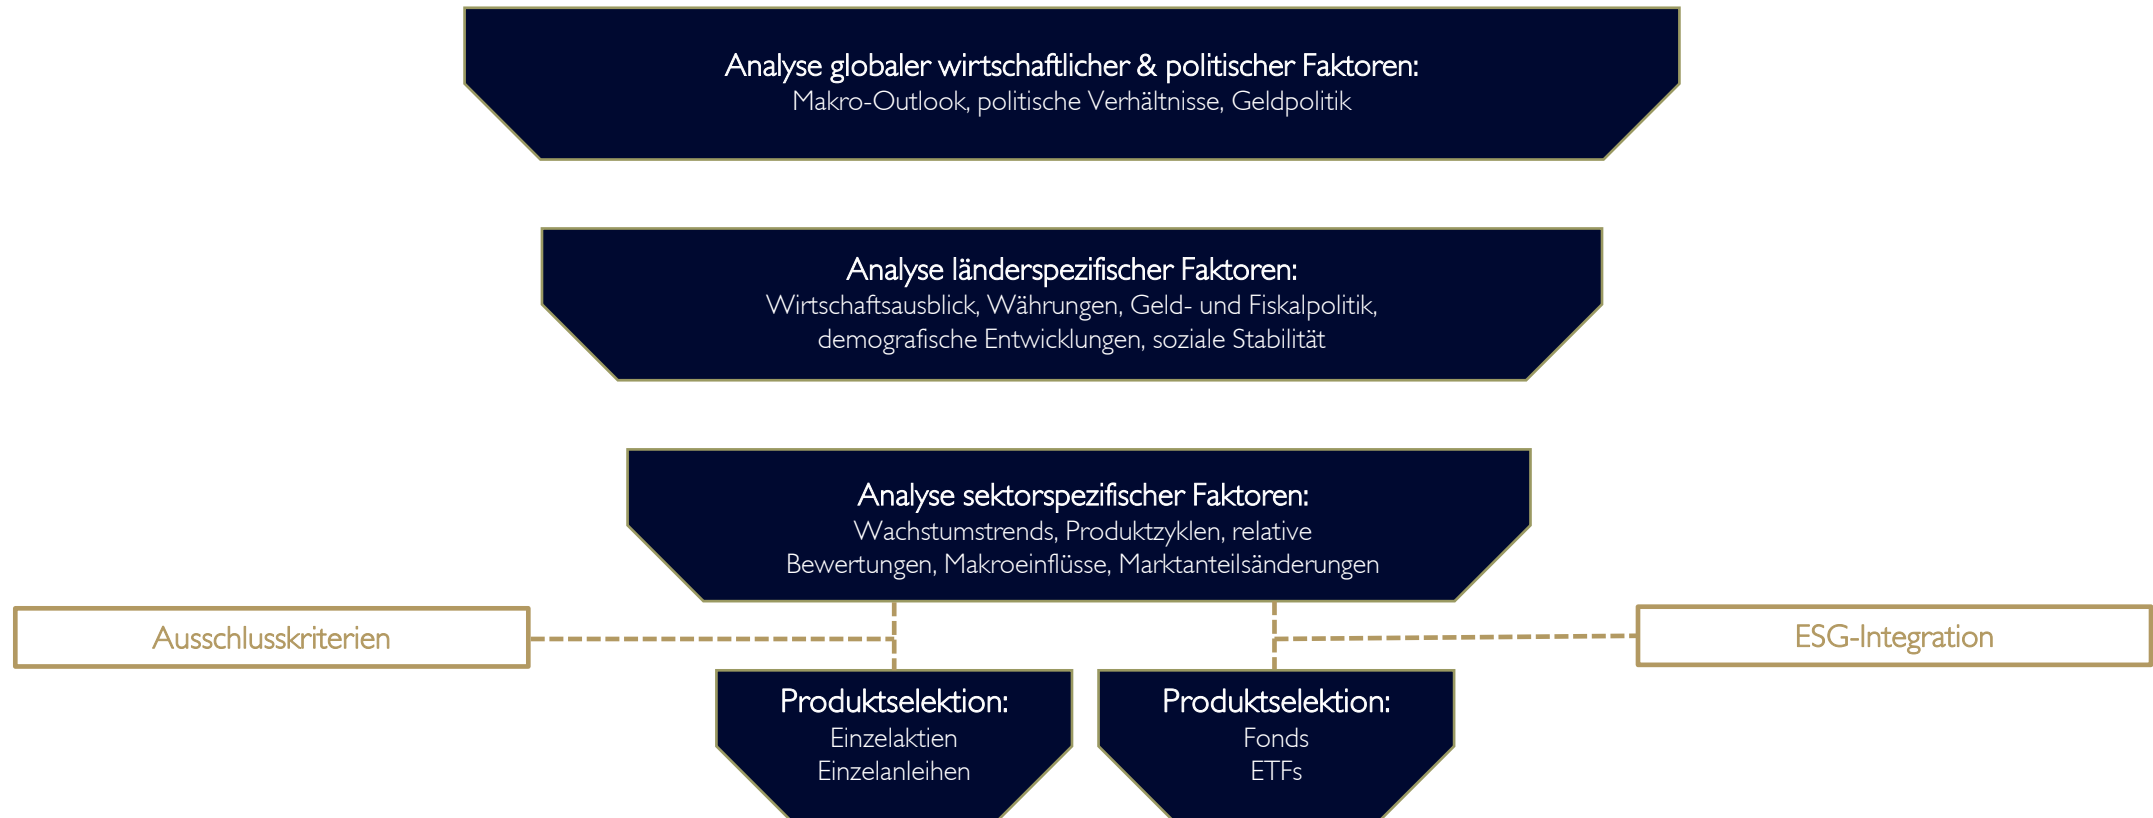 Analyse globaler wirtschaftlicher & politischer Faktoren:
Makro-Outlook, politische Verhältnisse, Geldpolitik
Analyse länderspezifischer Faktoren:
Wirtschaftsausblick, Währungen, Geld- und Fiskalpolitik,
demografische Entwicklungen, soziale Stabilität
Analyse sektorspezifischer Faktoren:
Wachstumstrends, Produktzyklen, relative
Bewertungen, Makroeinflüsse, Marktanteilsänderungen
Ausschlusskriterien
ESG-Integration
Produktselektion:
Einzelaktien
Einzelanleihen
Produktselektion:
Fonds
ETFs